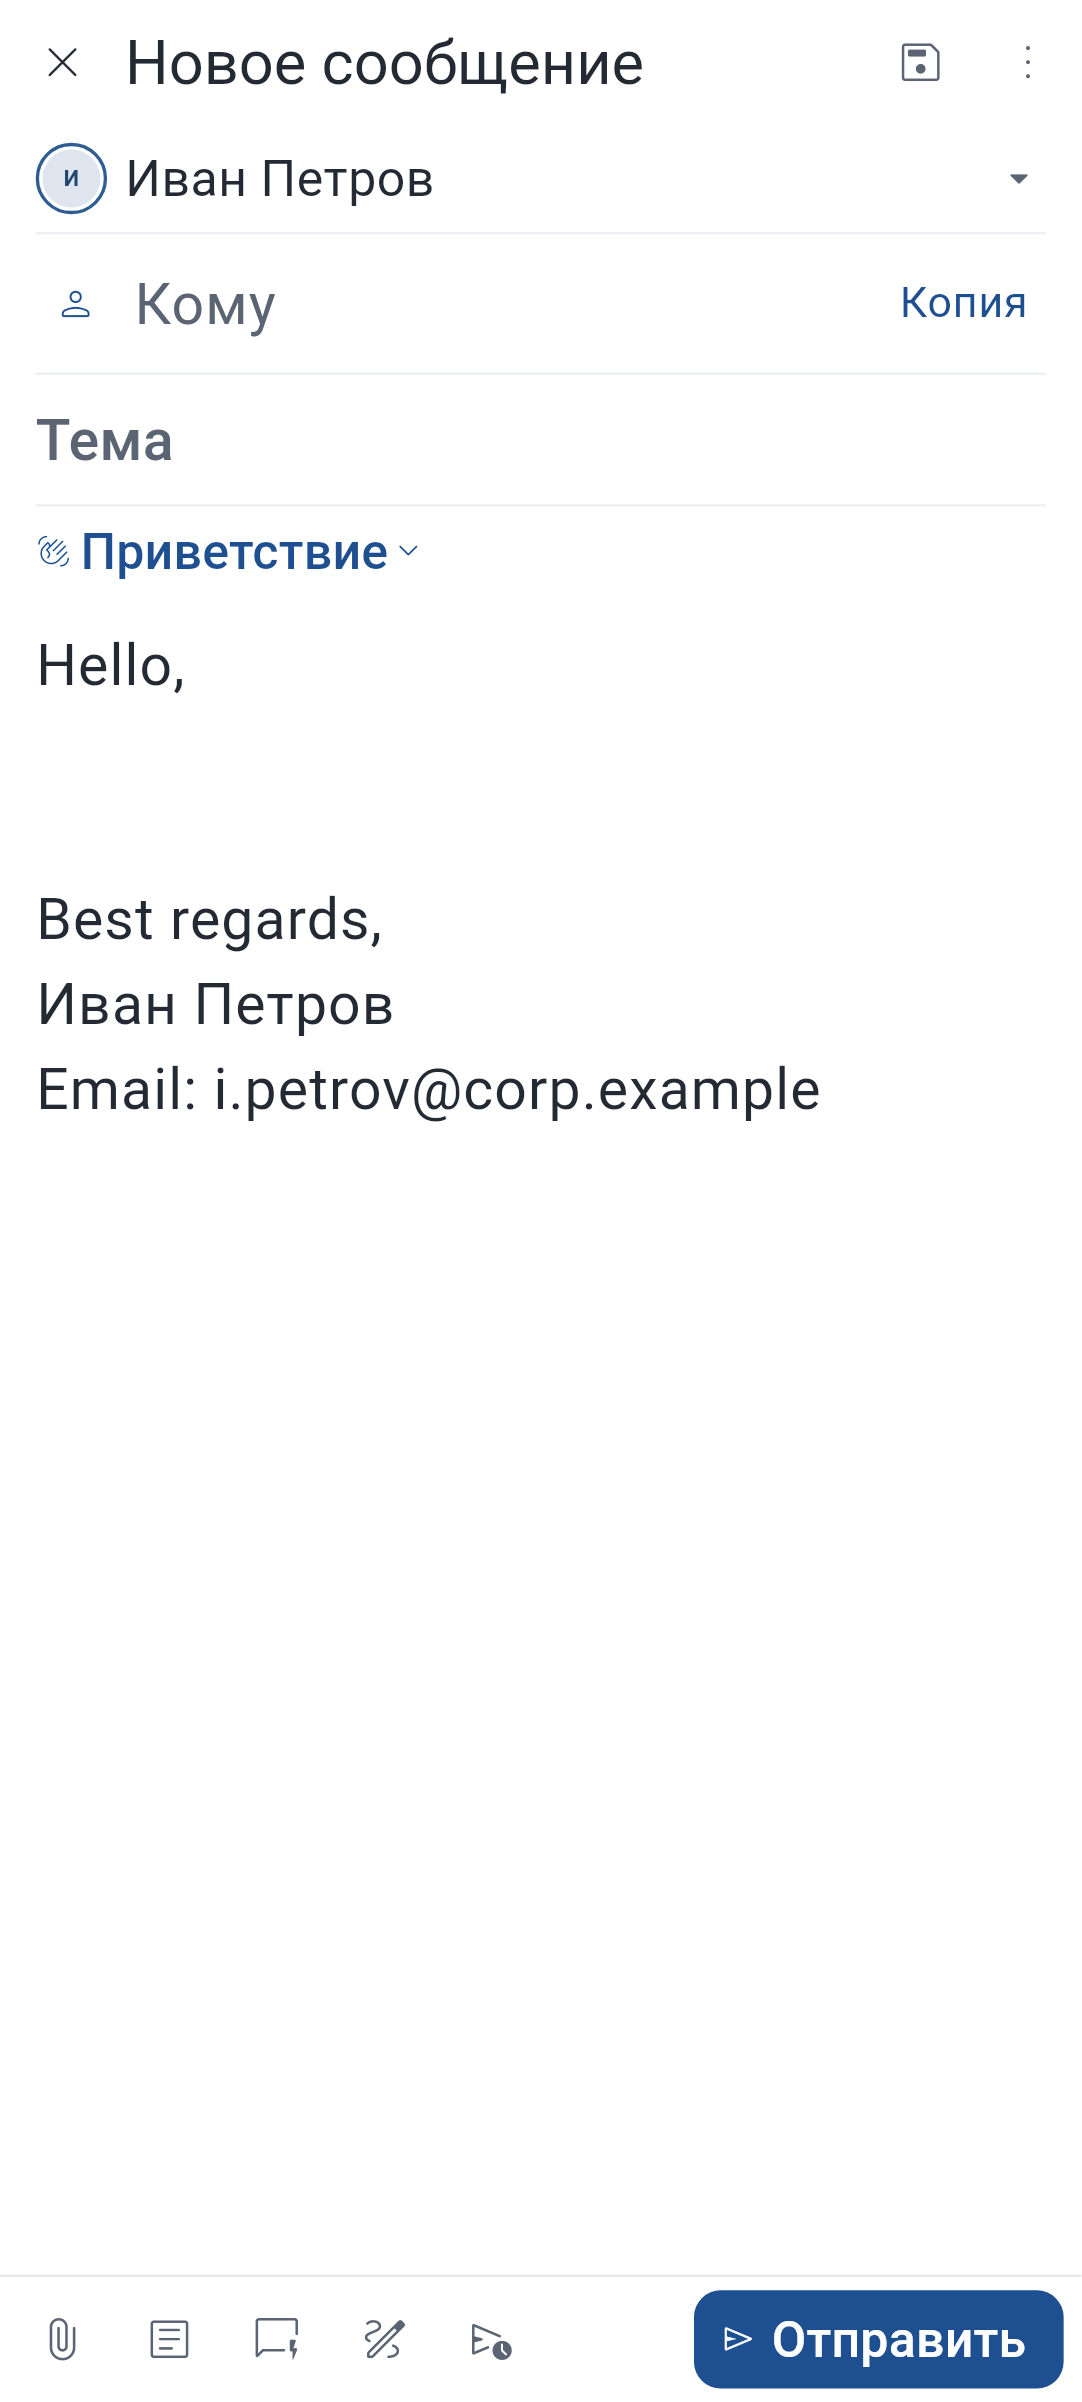 Новое сообщение
И
Иван Петров
Кому
Копия
Тема
Приветствие
Hello,
Best regards,
Иван Петров
Email: i.petrov@corp.example
Отправить